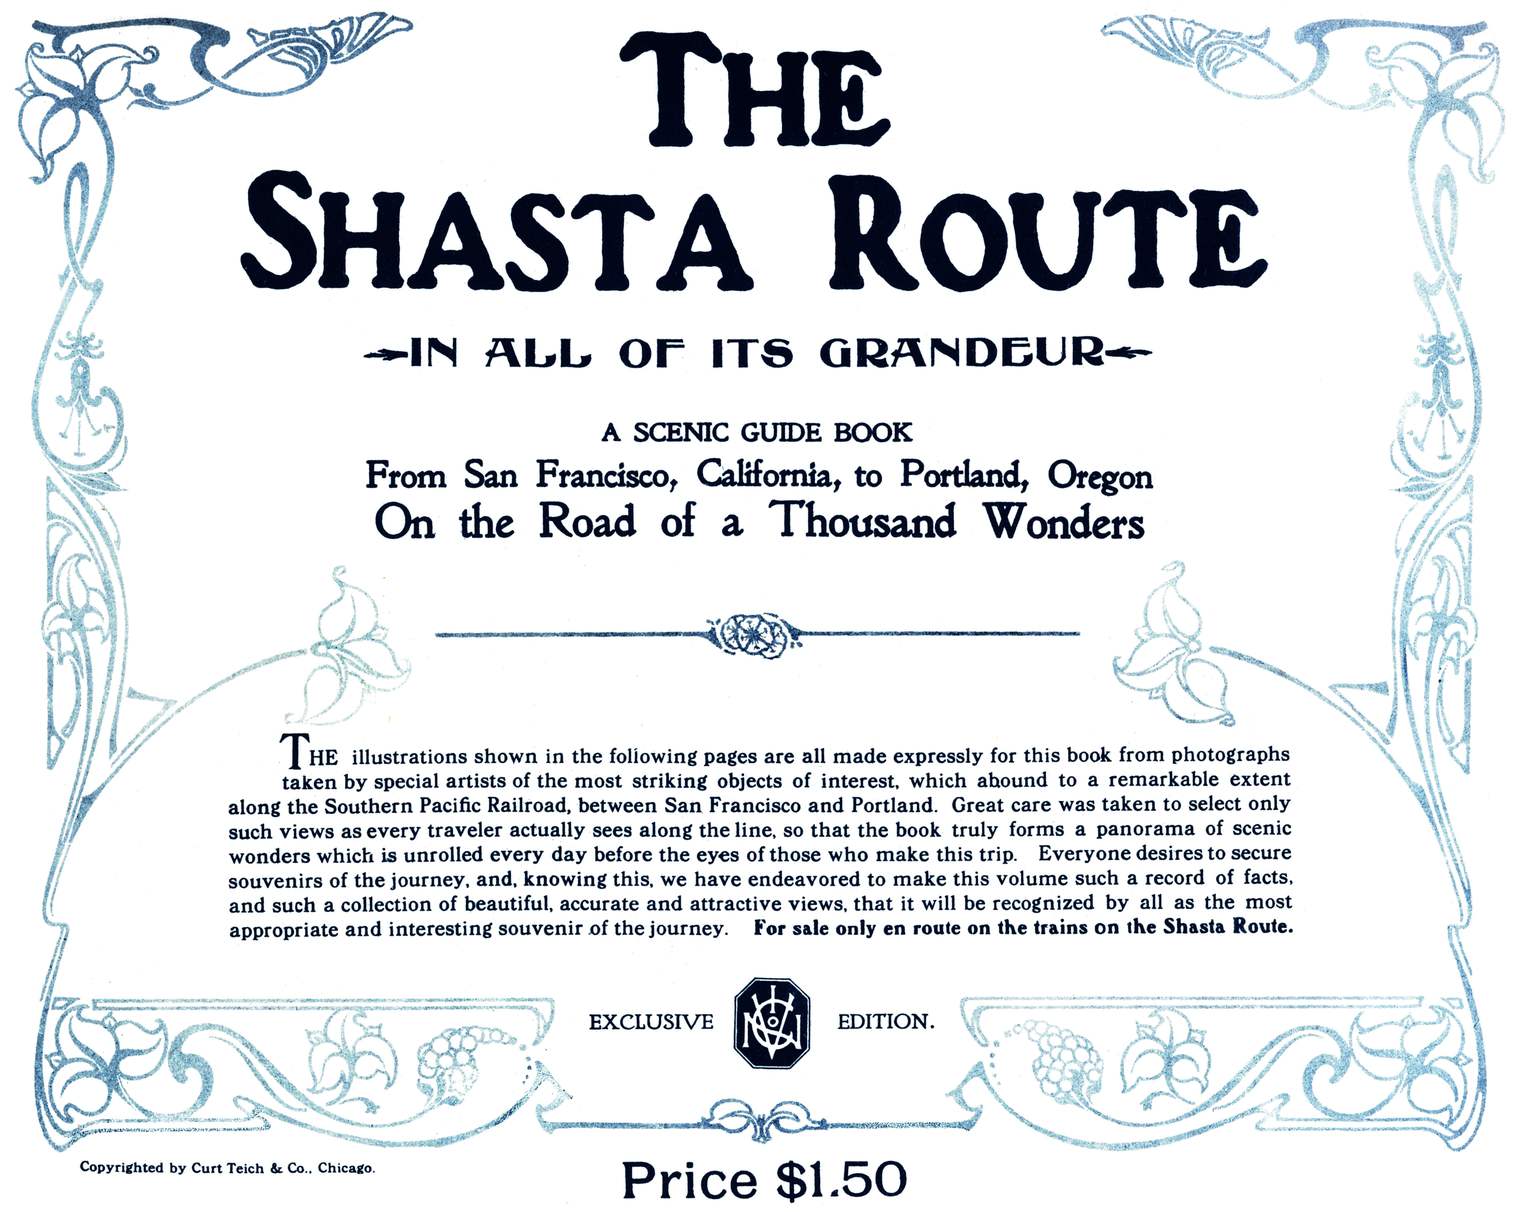 THE
SHASTA ROUTE
IN ALL OF ITS GRANDEUR
A SCENIC GUIDE BOOK
From San Francisco, California, to Portland, Oregon
On the Road of a Thousand Wonders
THE illustrations shown in the following pages are all made expressly for this book from photographs
taken by special artists of the most striking objects of interest, which abound to a remarkable extent
along the Southern Pacific Railroad, between San Francisco and Portland. Great care was taken to select only
such views as every traveler actually sees along the line, so that the book truly forms a panorama of scenic
wonders which is unrolled every day before the eyes of those who make this trip. Everyone desires to secure
souvenirs of the journey, and, knowing this, we have endeavored to make this volume such a record of facts,
and such a collection of beautiful, accurate and attractive views, that it will be recognized by all as the most
appropriate and interesting souvenir of the journey. For sale only en route on the trains on the Shasta Route.
EXCLUSIVE EDITION.
Copyrighted by Curt Teich & Co., Chicago.
Price $1.50